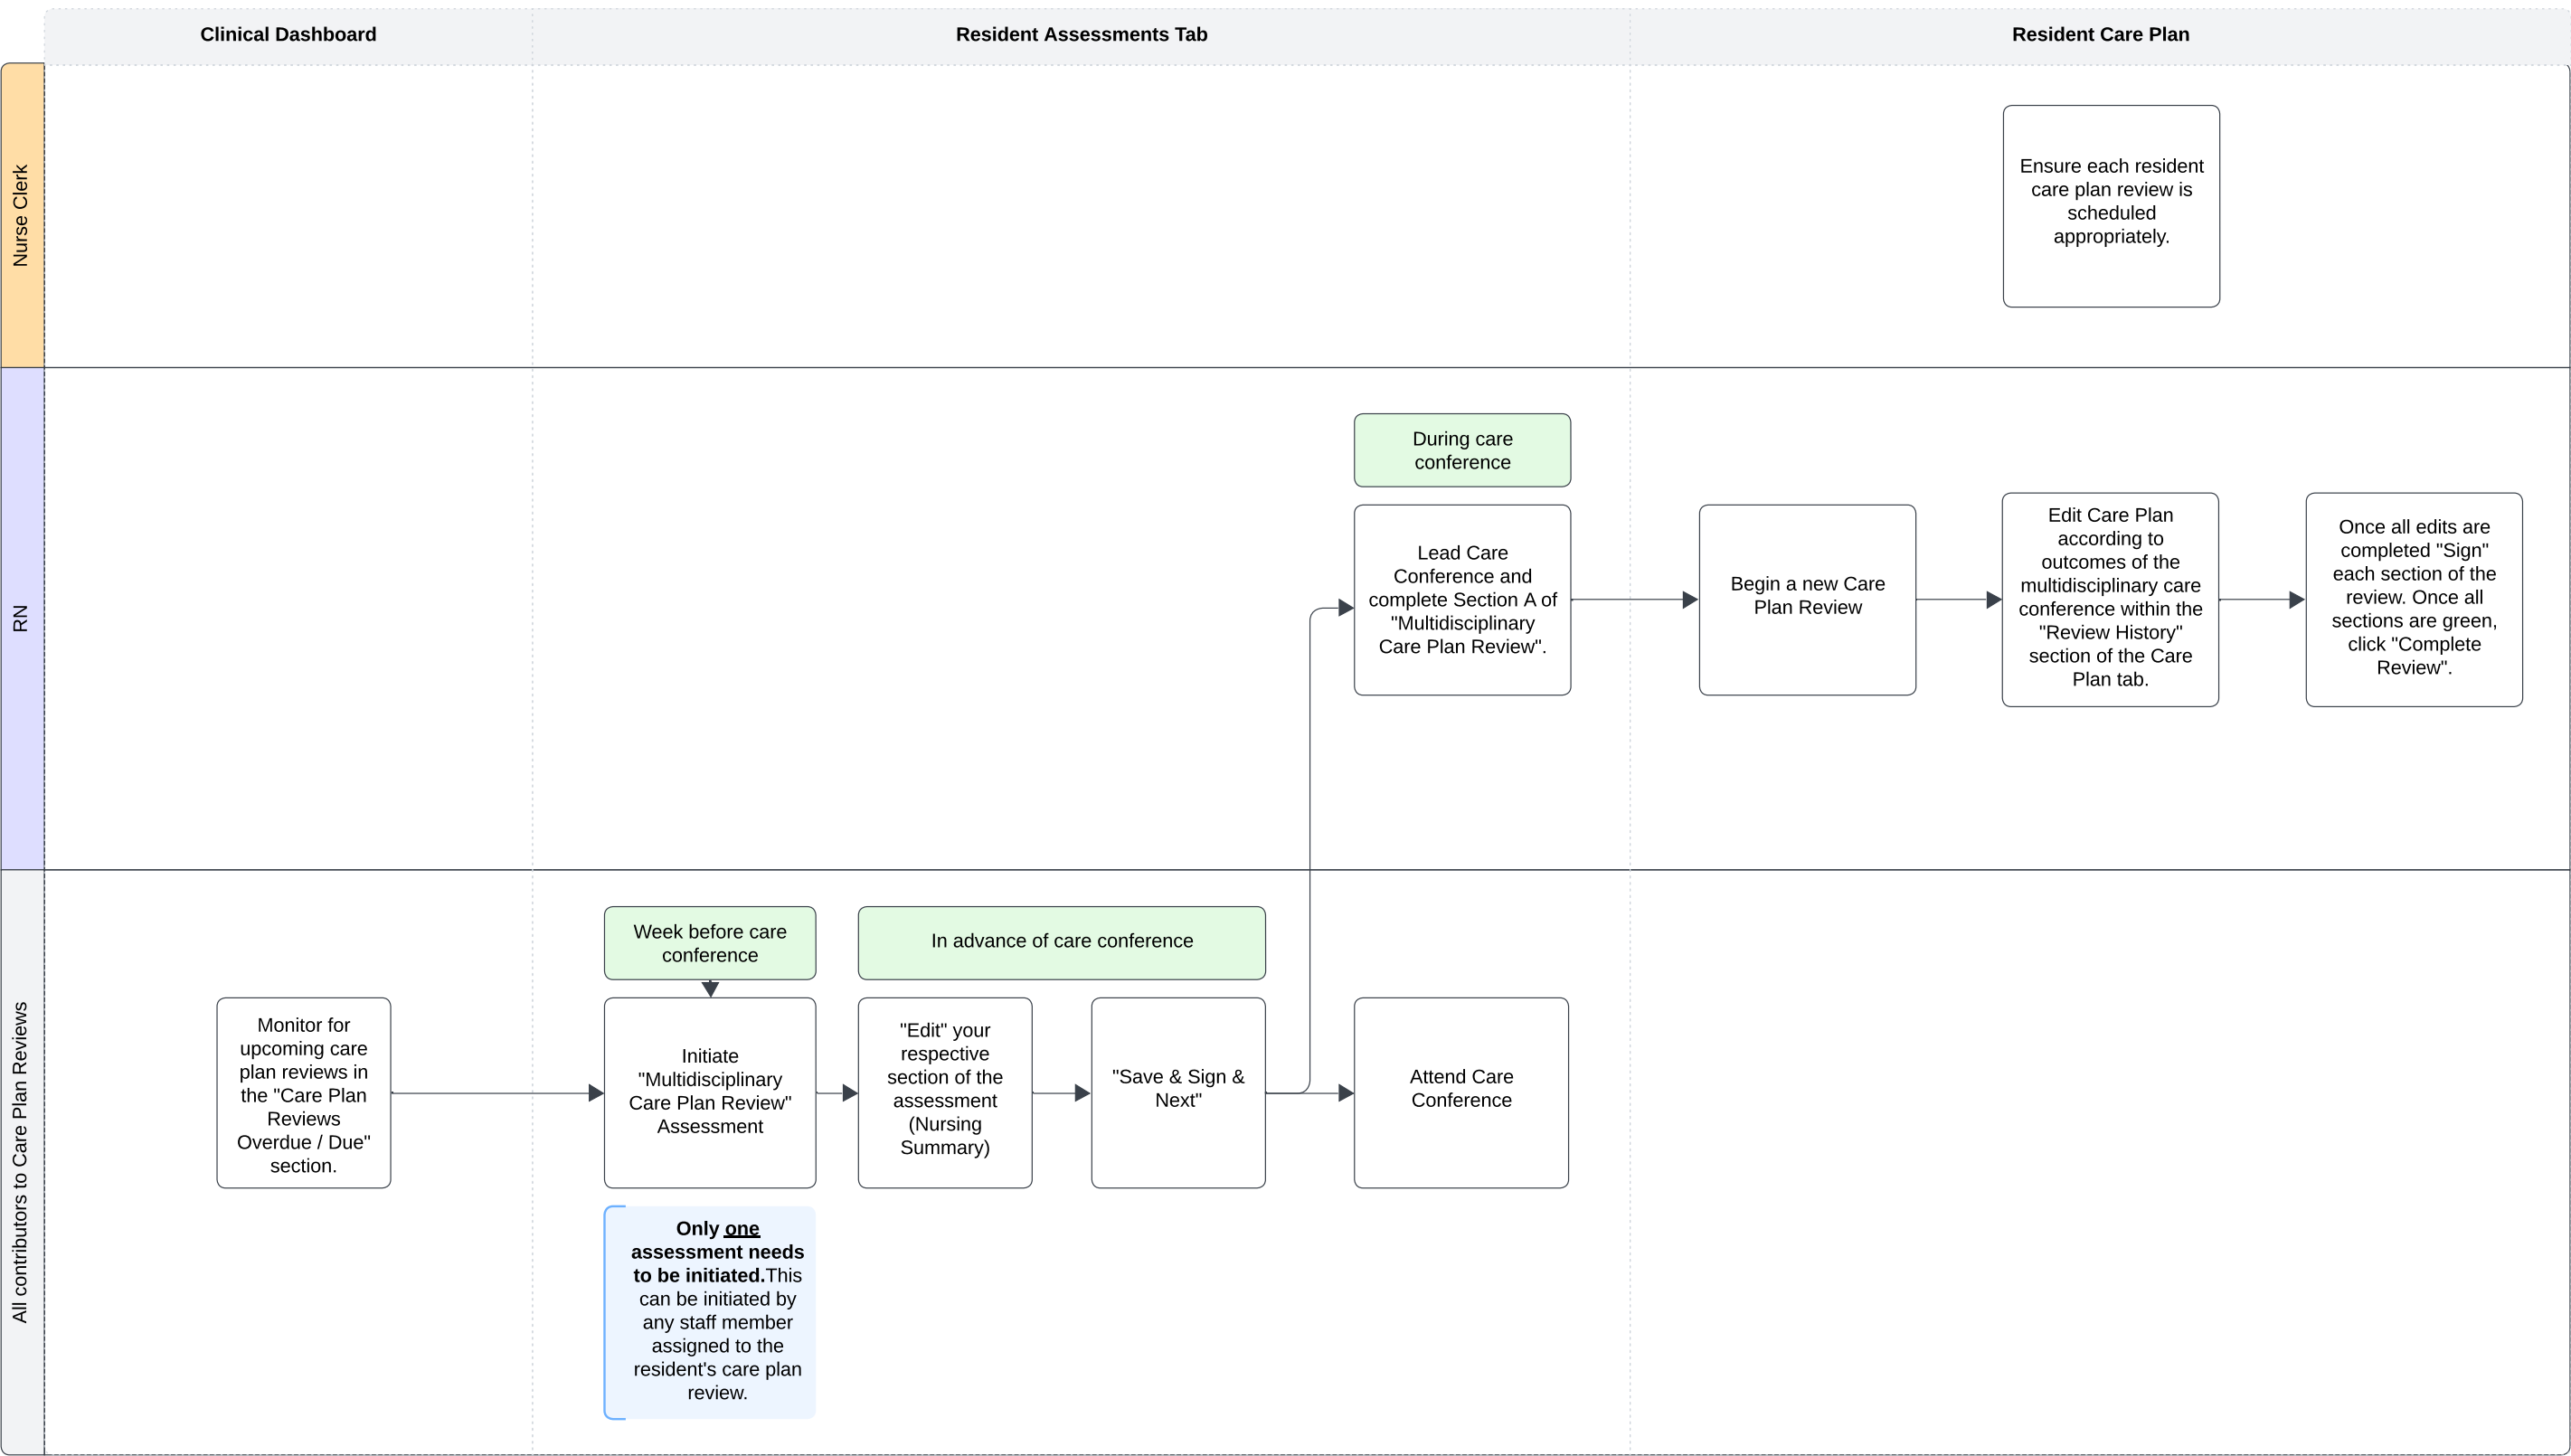 Clinical Dashboard
Resident Assessments Tab
Resident Care Plan
Nurse Clerk
Ensure each resident
care plan review is
scheduled
appropriately.
RN
During care
conference
Lead Care
Conference and
complete Section A of
"Multidisciplinary
Care Plan Review".
Begin a new Care
Plan Review
Edit Care Plan
according to
outcomes of the
multidisciplinary care
conference within the
"Review History"
section of the Care
Plan tab.
Once all edits are
completed "Sign"
each section of the
review. Once all
sections are green,
click "Complete
Review".
All contributors to Care Plan Reviews
Week before care
conference
In advance of care conference
Monitor for
upcoming care
plan reviews in
the "Care Plan
Reviews
Overdue / Due"
section.
Initiate
"Multidisciplinary
Care Plan Review"
Assessment
"Edit" your
respective
section of the
assessment
(Nursing
Summary)
"Save & Sign &
Next"
Attend Care
Conference
Only one
assessment needs
to be initiated.This
can be initiated by
any staff member
assigned to the
resident's care plan
review.